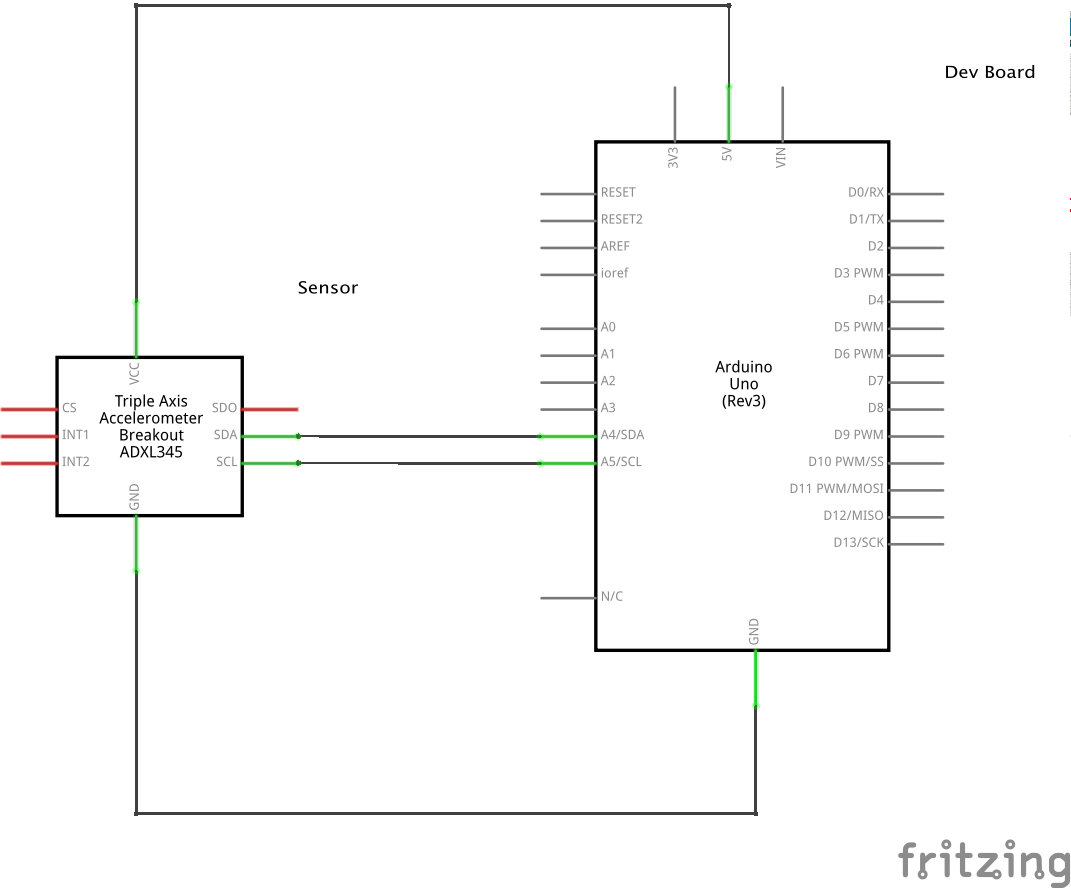 Dev Board
3V3
5V
VIN
RESET
RESET2
AREF
ioref
A0
A1
A2
A3
A4/SDA
A5/SCL
N/C
Arduino
Uno
(Rev3)
D0/RX
D1/TX
D2
D3 PWM
D4
D5 PWM
D6 PWM
D7
D8
D9 PWM
D10 PWM/SS
D11 PWM/MOSI
D12/MISO
D13/SCK
GND
Sensor
VCC
CS
INT1
INT2
Triple Axis
Accelerometer
Breakout
ADXL345
SDO
SDA
SCL
GND
fritzing